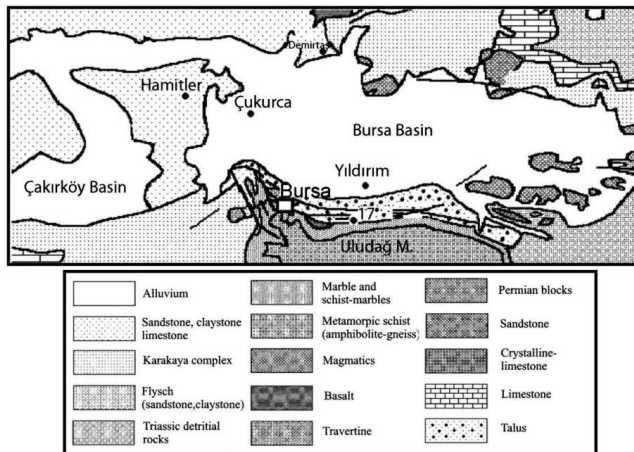 Demirtaş
Hamitler
Çukurca
Bursa Basin
Yıldırım
Çakırköy Basin
Bursa
17
Uludağ M.
Alluvium
Sandstone, claystone
limestone
Karakaya complex
Flysch
(sandstone,claystone)
Triassic detritial
rocks
Marble and
schist-marbles
Metamorpic schist
(amphibolite-gneiss)
Magmatics
Basalt
Travertine
Permian blocks
Sandstone
Crystalline-
limestone
Limestone
Talus